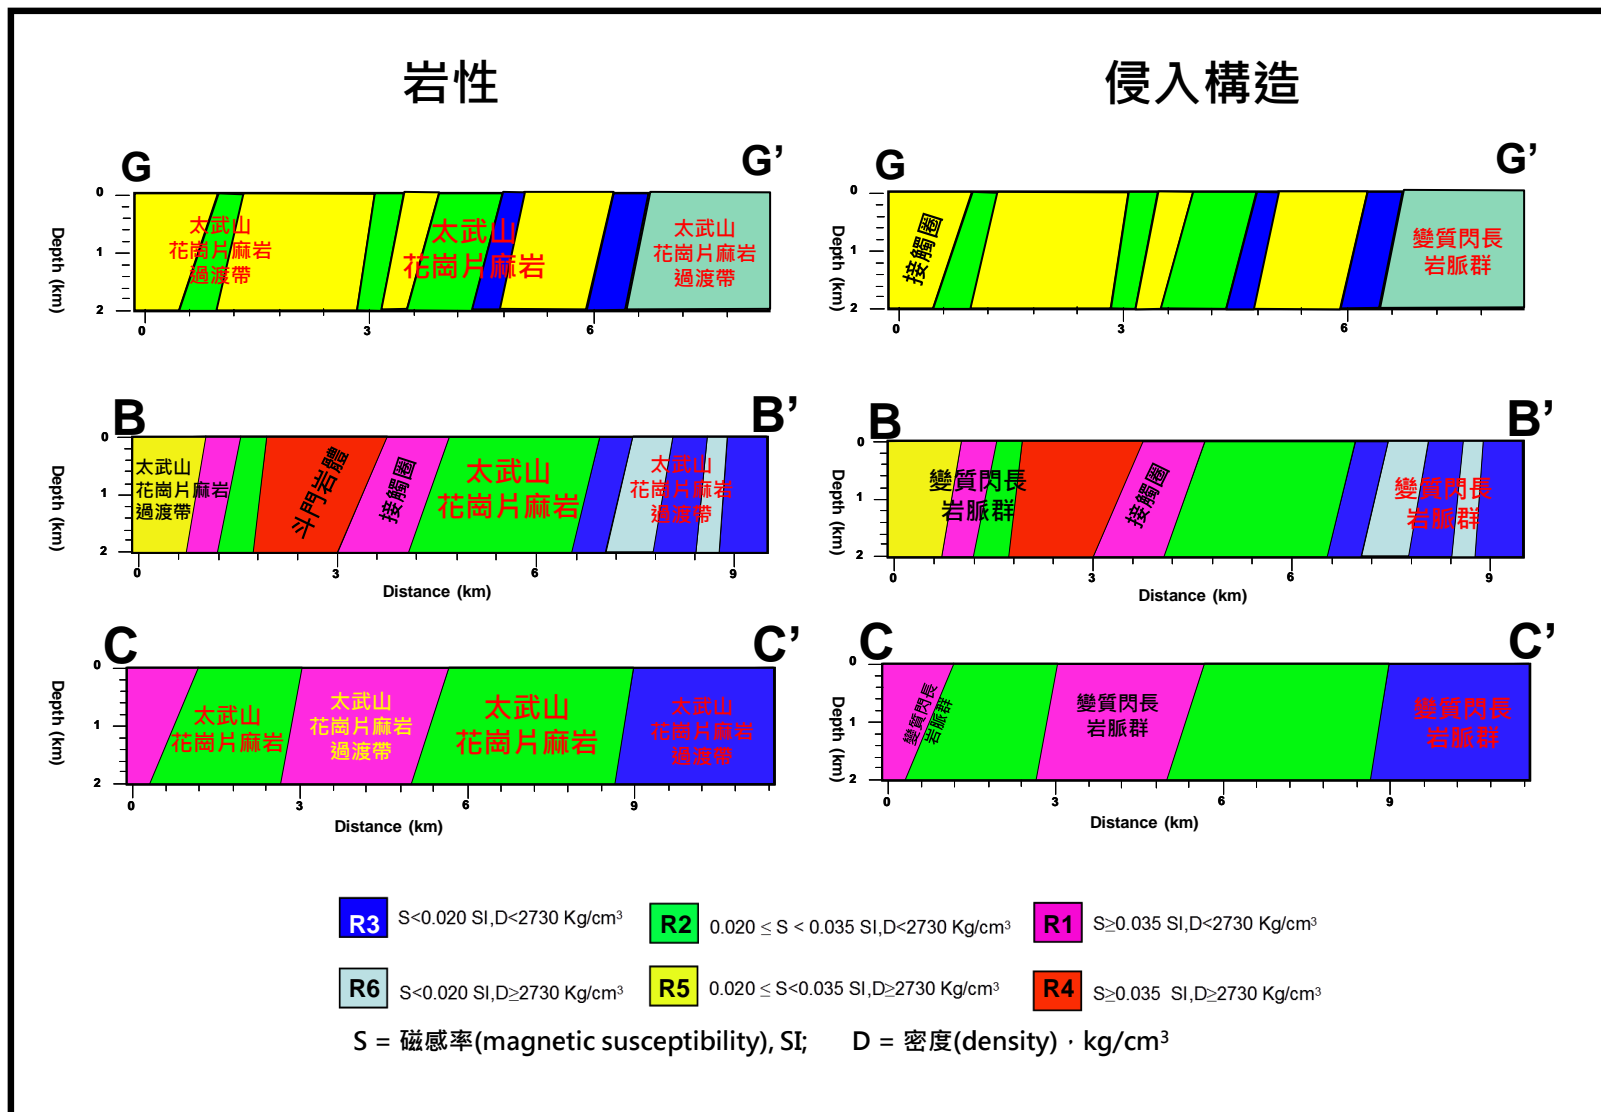 岩性
侵入構造
G
G’
G
G’
0
1
2
Depth (km)
太武山
花崗片麻岩
過渡帶
太武山
花崗片麻岩
太武山
花崗片麻岩
過渡帶
0
3
6
0
1
2
Depth (km)
接觸圈
變質閃長
岩脈群
0
3
6
B
B’
B
B’
0
1
2
Depth (km)
太武山
花崗片麻岩
過渡帶
斗門岩體
接觸圈
太武山
花崗片麻岩
太武山
花崗片麻岩
過渡帶
0
3
6
9
Distance (km)
0
1
2
Depth (km)
變質閃長
岩脈群
接觸圈
變質閃長
岩脈群
0
3
6
9
Distance (km)
C
C’
C
C’
0
1
2
Depth (km)
太武山
花崗片麻岩
太武山
花崗片麻岩
過渡帶
太武山
花崗片麻岩
太武山
花崗片麻岩
過渡帶
0
3
6
9
Distance (km)
0
1
2
Depth (km)
變質閃長
岩脈群
變質閃長
岩脈群
變質閃長
岩脈群
0
3
6
9
Distance (km)
R3 S<0.020 SI,D<2730 Kg/cm³
R2 0.020 ≤ S < 0.035 SI,D<2730 Kg/cm³
R1 S≥0.035 SI,D<2730 Kg/cm³
R6 S<0.020 SI,D≥2730 Kg/cm³
R5 0.020 ≤ S<0.035 SI,D≥2730 Kg/cm³
R4 S≥0.035 SI,D≥2730 Kg/cm³
S = 磁感率(magnetic susceptibility), SI; D = 密度(density)，kg/cm³